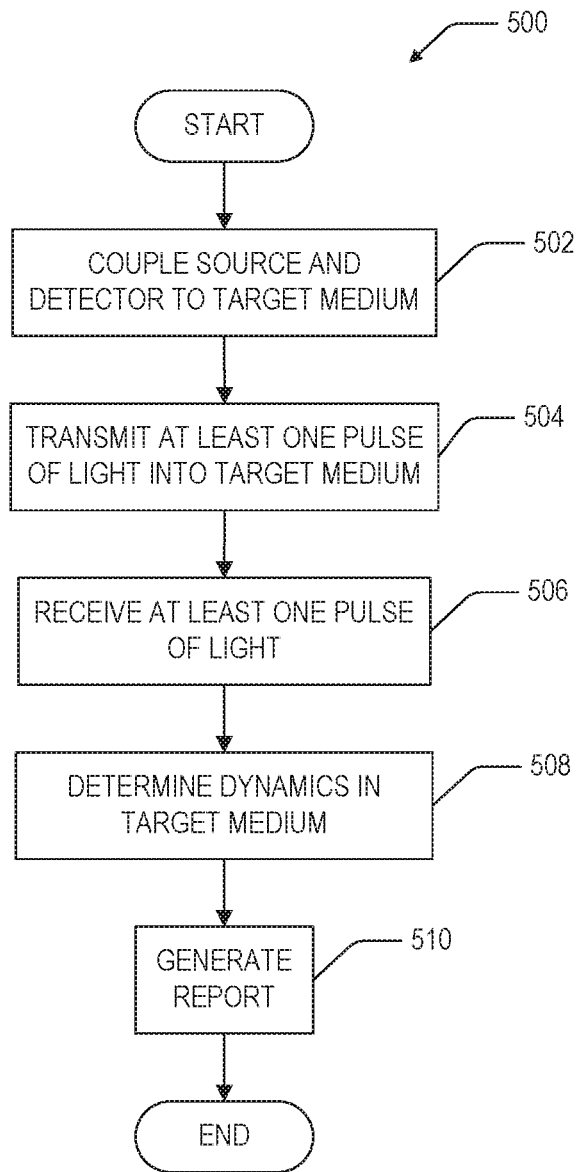 500
START
COUPLE SOURCE AND
DETECTOR TO TARGET MEDIUM
502
TRANSMIT AT LEAST ONE PULSE
OF LIGHT INTO TARGET MEDIUM
504
RECEIVE AT LEAST ONE PULSE
OF LIGHT
506
DETERMINE DYNAMICS IN
TARGET MEDIUM
508
GENERATE
REPORT
510
END